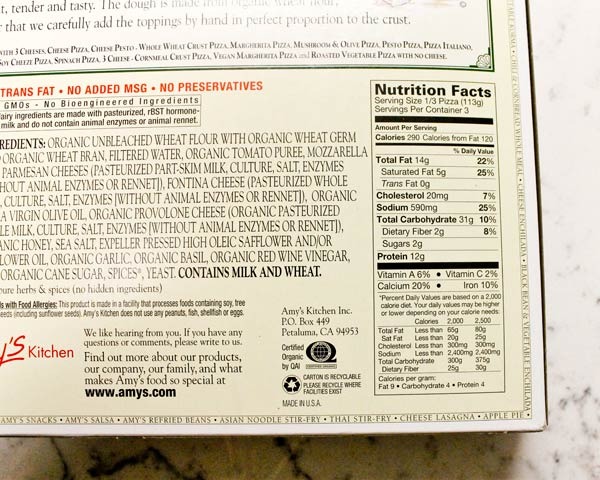 t, tender and tasty. The dough is made from organic wheat flour,
r that we carefully add the toppings by hand in perfect proportion to the crust.
WITH 3 CHEESES, CHEESE PIZZA, CHEESE PESTO - WHOLE WHEAT CRUST PIZZA, MARGHERITA PIZZA, MUSHROOM & OLIVE PIZZA, PESTO PIZZA, PIZZA ITALIANO,
SOY CHEEZE PIZZA, SPINACH PIZZA, 3 CHEESE - CORNMEAL CRUST PIZZA, VEGAN MARGHERITA PIZZA and ROASTED VEGETABLE PIZZA WITH NO CHEESE.
TRANS FAT • NO ADDED MSG • NO PRESERVATIVES
GMOs - No Bioengineered Ingredients
airy ingredients are made with pasteurized, rBST hormone-
milk and do not contain animal enzymes or animal rennet.
REDIENTS: ORGANIC UNBLEACHED WHEAT FLOUR WITH ORGANIC WHEAT GERM
ORGANIC WHEAT BRAN, FILTERED WATER, ORGANIC TOMATO PUREE, MOZZARELLA
PARMESAN CHEESES (PASTEURIZED PART-SKIM MILK, CULTURE, SALT, ENZYMES
HOUT ANIMAL ENZYMES OR RENNET]), FONTINA CHEESE (PASTEURIZED WHOLE
, CULTURE, SALT, ENZYMES [WITHOUT ANIMAL ENZYMES OR RENNET]), ORGANIC
A VIRGIN OLIVE OIL, ORGANIC PROVOLONE CHEESE (ORGANIC PASTEURIZED
LE MILK, CULTURE, SALT, ENZYMES [WITHOUT ANIMAL ENZYMES OR RENNET]),
ANIC HONEY, SEA SALT, EXPELLER PRESSED HIGH OLEIC SAFFLOWER AND/OR
LOWER OIL, ORGANIC GARLIC, ORGANIC BASIL, ORGANIC RED WINE VINEGAR,
ORGANIC CANE SUGAR, SPICES*, YEAST. CONTAINS MILK AND WHEAT.
pure herbs & spices (no hidden ingredients)
ls with Food Allergies: This product is made in a facility that processes foods containing soy, tree
eeds (including sunflower seeds). Amy's Kitchen does not use any peanuts, fish, shellfish or eggs.
y's Kitchen
We like hearing from you. If you have any
questions or comments, please write to us.
Find out more about our products,
our company, our family, and what
makes Amy's food so special at
www.amys.com
Amy's Kitchen Inc.
P.O. Box 449
Petaluma, CA 94953
Certified
Organic
by QAI
CARTON IS RECYCLABLE
PLEASE RECYCLE WHERE
FACILITIES EXIST
MADE IN U.S.A.
Nutrition Facts
Serving Size 1/3 Pizza (113g)
Servings Per Container 3
Amount Per Serving
Calories 290 Calories from Fat 120
% Daily Value
Total Fat 14g 22%
Saturated Fat 5g 25%
Trans Fat 0g
Cholesterol 20mg 7%
Sodium 590mg 25%
Total Carbohydrate 31g 10%
Dietary Fiber 2g 8%
Sugars 2g
Protein 12g
Vitamin A 6% • Vitamin C 2%
Calcium 20% • Iron 10%
*Percent Daily Values are based on a 2,000
calorie diet. Your daily values may be higher
or lower depending on your calorie needs:
Calories 2,000 2,500
Total Fat Less than 65g 80g
Sat Fat Less than 20g 25g
Cholesterol Less than 300mg 300mg
Sodium Less than 2,400mg 2,400mg
Total Carbohydrate 300g 375g
Dietary Fiber 25g 30g
Calories per gram:
Fat 9 • Carbohydrate 4 • Protein 4
KORMA • CHILI & CORNBREAD WHOLE MEAL • CHEESE ENCHILADA • BLACK BEAN & VEGETABLE ENCHILADA
AMY'S SNACKS • AMY'S SALSA • AMY'S REFRIED BEANS • ASIAN NOODLE STIR-FRY • THAI STIR-FRY • CHEESE LASAGNA • APPLE PIE •